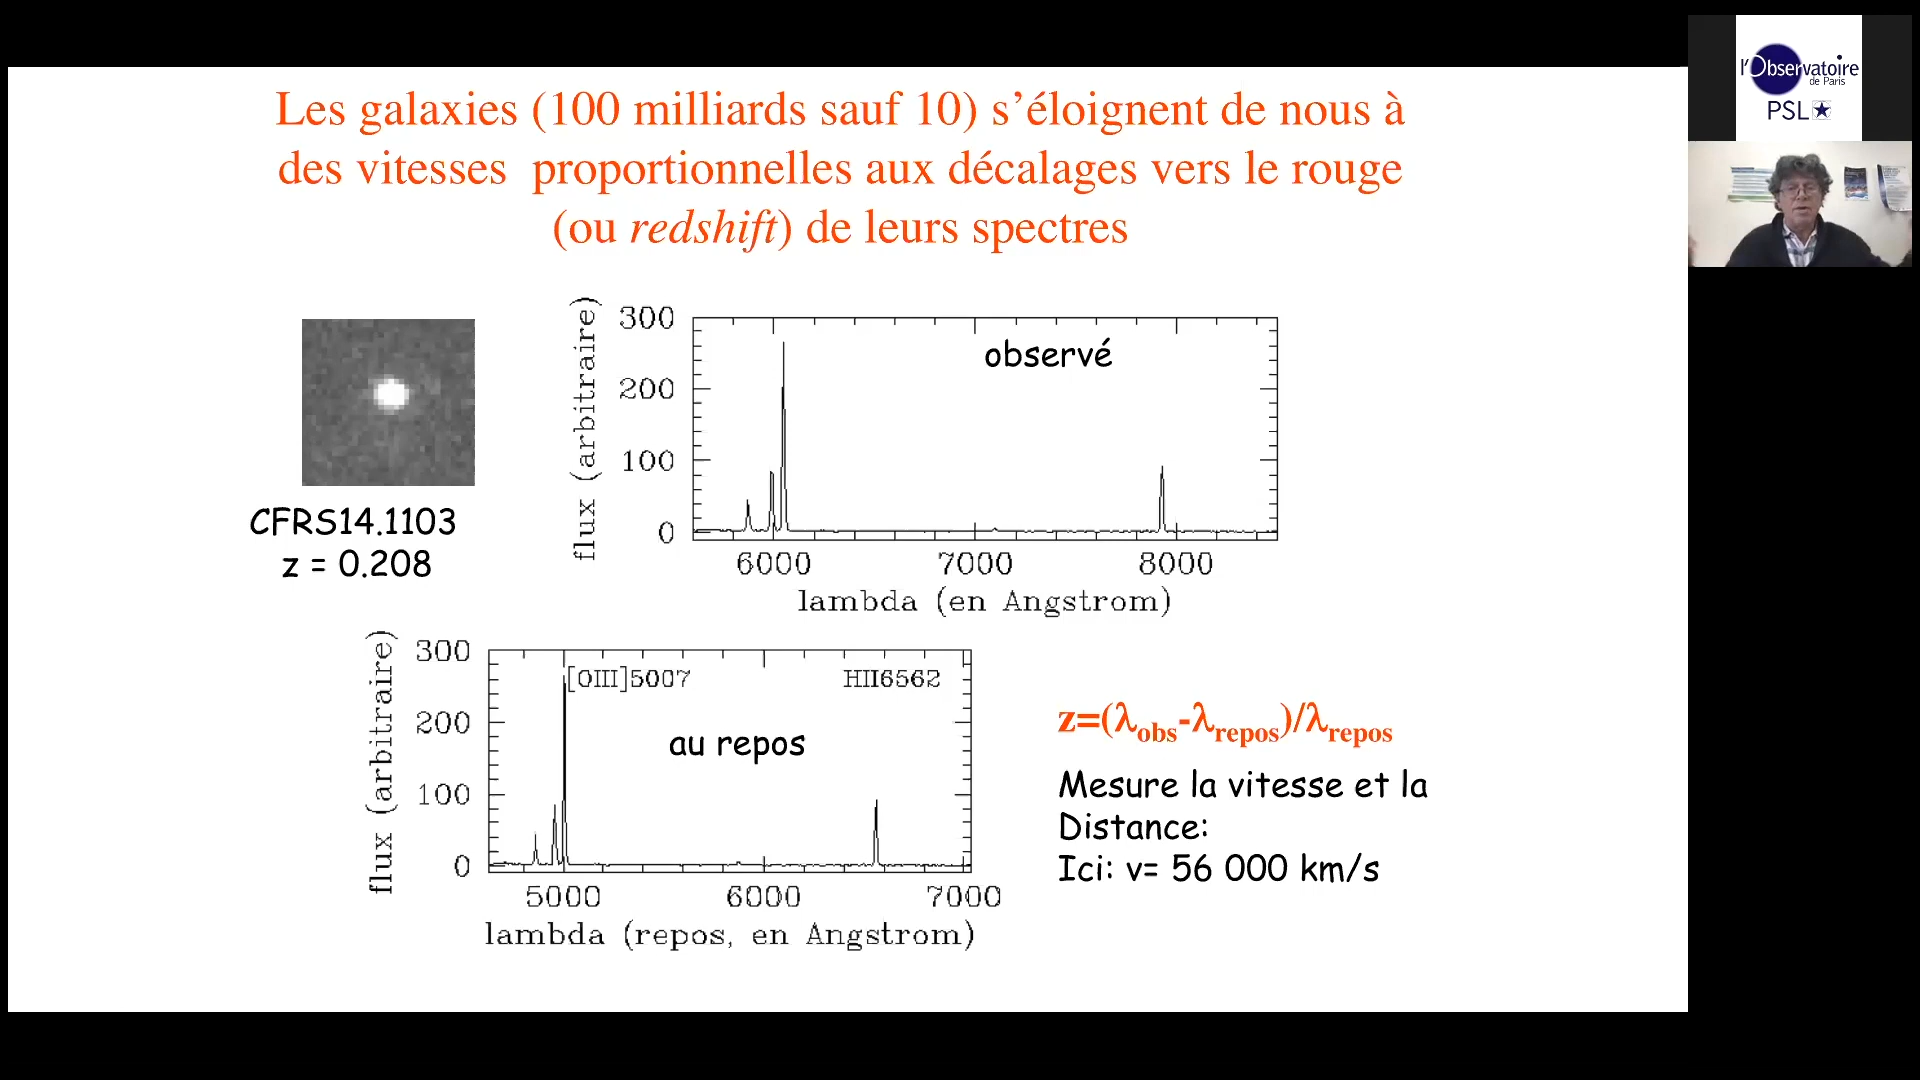 Les galaxies (100 milliards sauf 10) s’éloignent de nous à
des vitesses proportionnelles aux décalages vers le rouge
(ou redshift) de leurs spectres
l'Observatoire
de Paris
PSL
CFRS14.1103
z = 0.208
flux (arbitraire)
300
200
100
0
observé
6000 7000 8000
lambda (en Angstrom)
flux (arbitraire)
300
200
100
0
[OIII]5007 HII6562
au repos
5000 6000 7000
lambda (repos, en Angstrom)
z=(λobs-λrepos)/λrepos
Mesure la vitesse et la
Distance:
Ici: v= 56 000 km/s